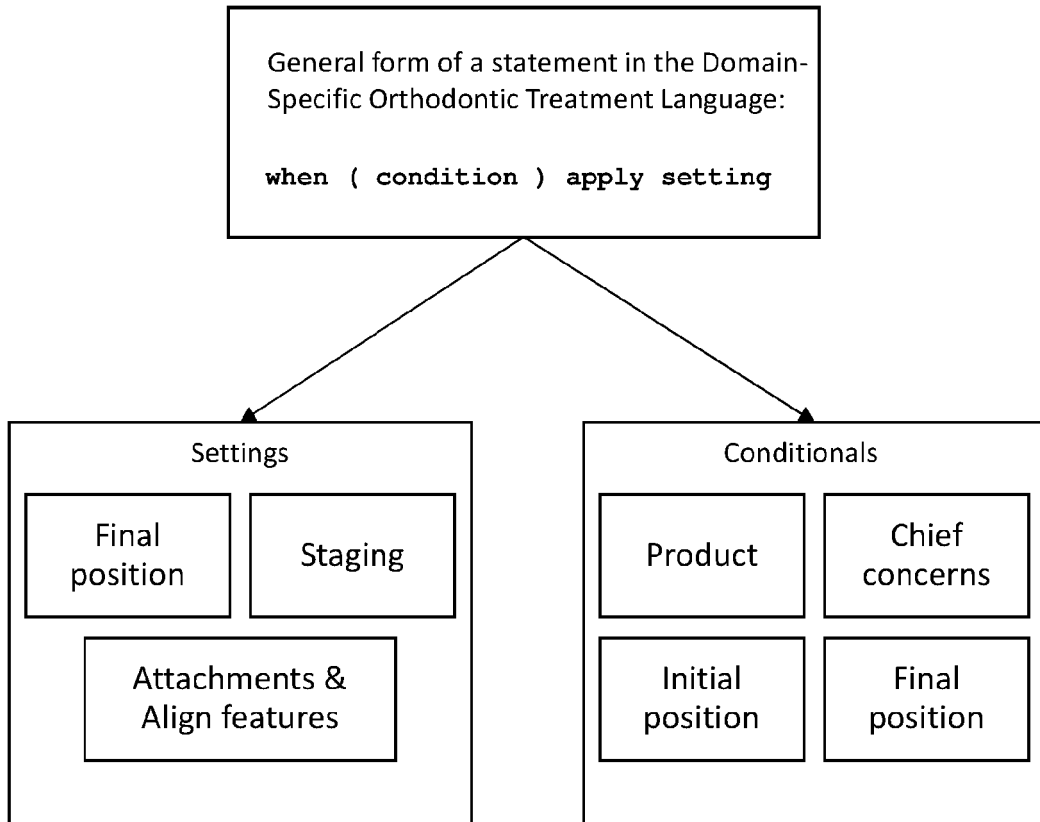 General form of a statement in the Domain-
Specific Orthodontic Treatment Language:
when ( condition ) apply setting
Settings
Final
position
Staging
Attachments &
Align features
Conditionals
Product
Chief
concerns
Initial
position
Final
position